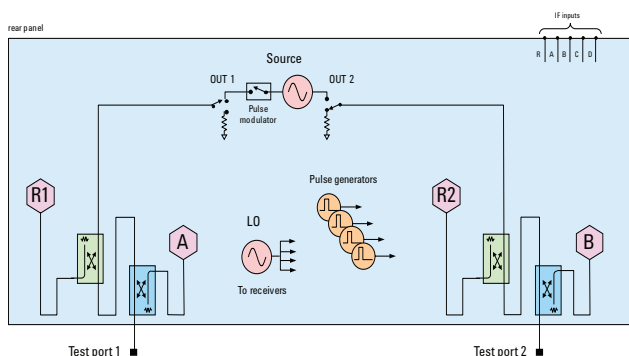 IF inputs
rear panel
R A B C D
Source
OUT 1
OUT 2
Pulse
modulator
Pulse generators
R1
R2
LO
A
B
To receivers
Test port 1
Test port 2